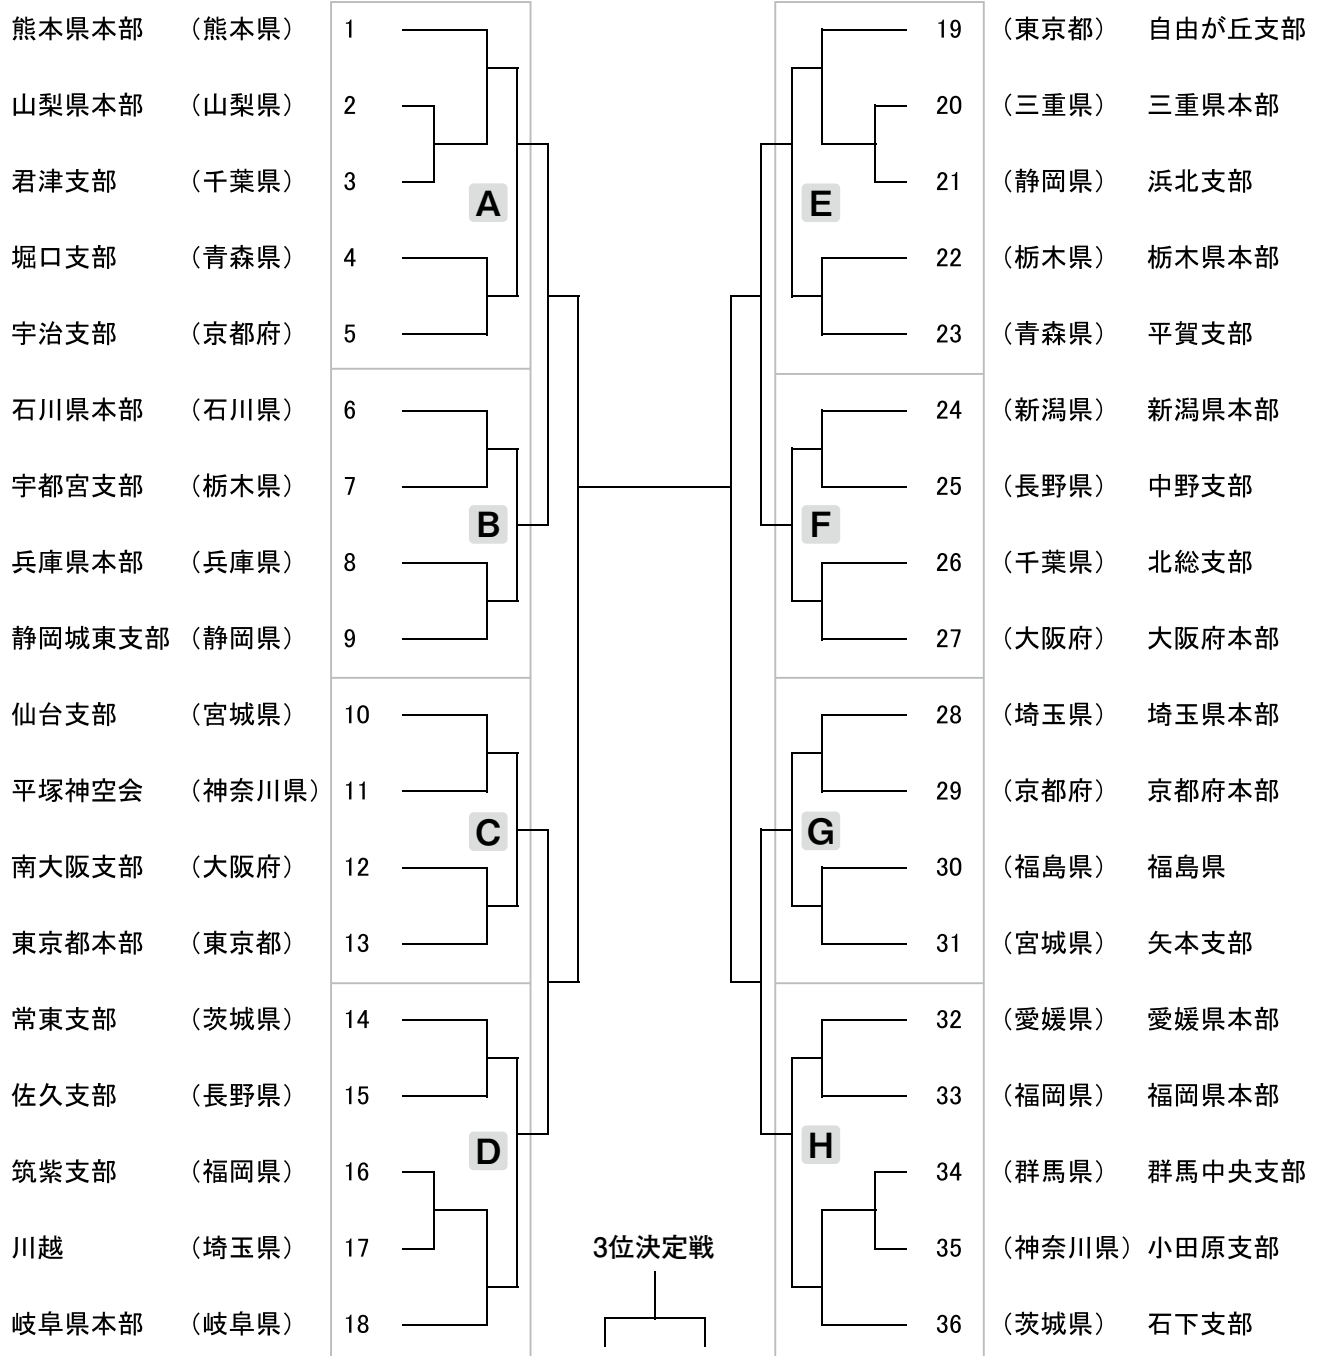 熊本県本部 （熊本県） 1
山梨県本部 （山梨県） 2
君津支部 （千葉県） 3
A
堀口支部 （青森県） 4
宇治支部 （京都府） 5
石川県本部 （石川県） 6
宇都宮支部 （栃木県） 7
B
兵庫県本部 （兵庫県） 8
静岡城東支部 （静岡県） 9
仙台支部 （宮城県） 10
平塚神空会 （神奈川県） 11
C
南大阪支部 （大阪府） 12
東京都本部 （東京都） 13
常東支部 （茨城県） 14
佐久支部 （長野県） 15
D
筑紫支部 （福岡県） 16
川越 （埼玉県） 17
岐阜県本部 （岐阜県） 18
19 （東京都） 自由が丘支部
20 （三重県） 三重県本部
21 （静岡県） 浜北支部
E
22 （栃木県） 栃木県本部
23 （青森県） 平賀支部
24 （新潟県） 新潟県本部
25 （長野県） 中野支部
F
26 （千葉県） 北総支部
27 （大阪府） 大阪府本部
28 （埼玉県） 埼玉県本部
29 （京都府） 京都府本部
G
30 （福島県） 福島県
31 （宮城県） 矢本支部
32 （愛媛県） 愛媛県本部
33 （福岡県） 福岡県本部
H
34 （群馬県） 群馬中央支部
35 （神奈川県） 小田原支部
36 （茨城県） 石下支部
3位決定戦